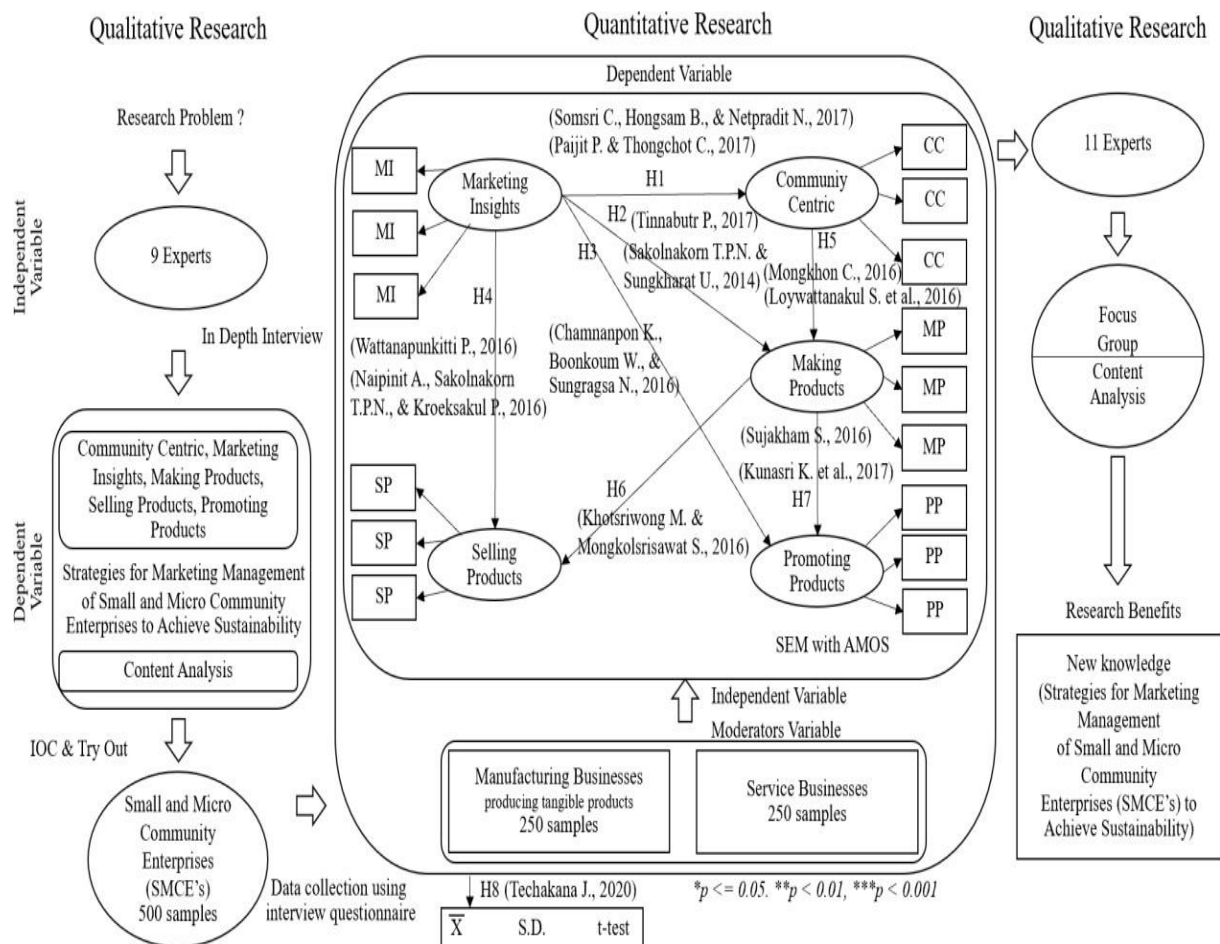 Qualitative Research
Research Problem ?
Independent
Variable
9 Experts
In Depth Interview
Dependent
Variable
Community Centric, Marketing
Insights, Making Products,
Selling Products, Promoting
Products
Strategies for Marketing Management
of Small and Micro Community
Enterprises to Achieve Sustainability
Content Analysis
IOC & Try Out
Small and Micro
Community
Enterprises
(SMCE's)
500 samples
Data collection using
interview questionnaire
Quantitative Research
Dependent Variable
(Somsri C., Hongsam B., & Netpradit N., 2017)
(Paijit P. & Thongchot C., 2017)
MI
MI
MI
Marketing
Insights
H1
Community
Centric
CC
CC
CC
H2
(Tinnabutr P., 2017)
(Sakolnakorn T.P.N. &
Sungkharat U., 2014)
H3
H5
(Mongkhon C., 2016)
(Loywattanakul S. et al., 2016)
H4
(Wattanapunkitti P., 2016)
(Naipinit A., Sakolnakorn
T.P.N., & Kroeksakul P., 2016)
(Chamnanpon K.,
Boonkoum W., &
Sungragsa N., 2016)
Making
Products
MP
MP
MP
(Sujakham S., 2016)
(Kunasri K. et al., 2017)
H7
H6
(Khotsriwong M. &
Mongkolsrisawat S., 2016)
SP
SP
SP
Selling
Products
Promoting
Products
PP
PP
PP
SEM with AMOS
Independent Variable
Moderators Variable
Manufacturing Businesses
producing tangible products
250 samples
Service Businesses
250 samples
H8 (Techakana J., 2020)
*p <= 0.05. **p < 0.01, ***p < 0.001
X̅ S.D. t-test
Qualitative Research
11 Experts
Focus
Group
Content
Analysis
Research Benefits
New knowledge
(Strategies for Marketing
Management
of Small and Micro
Community
Enterprises (SMCE's) to
Achieve Sustainability)